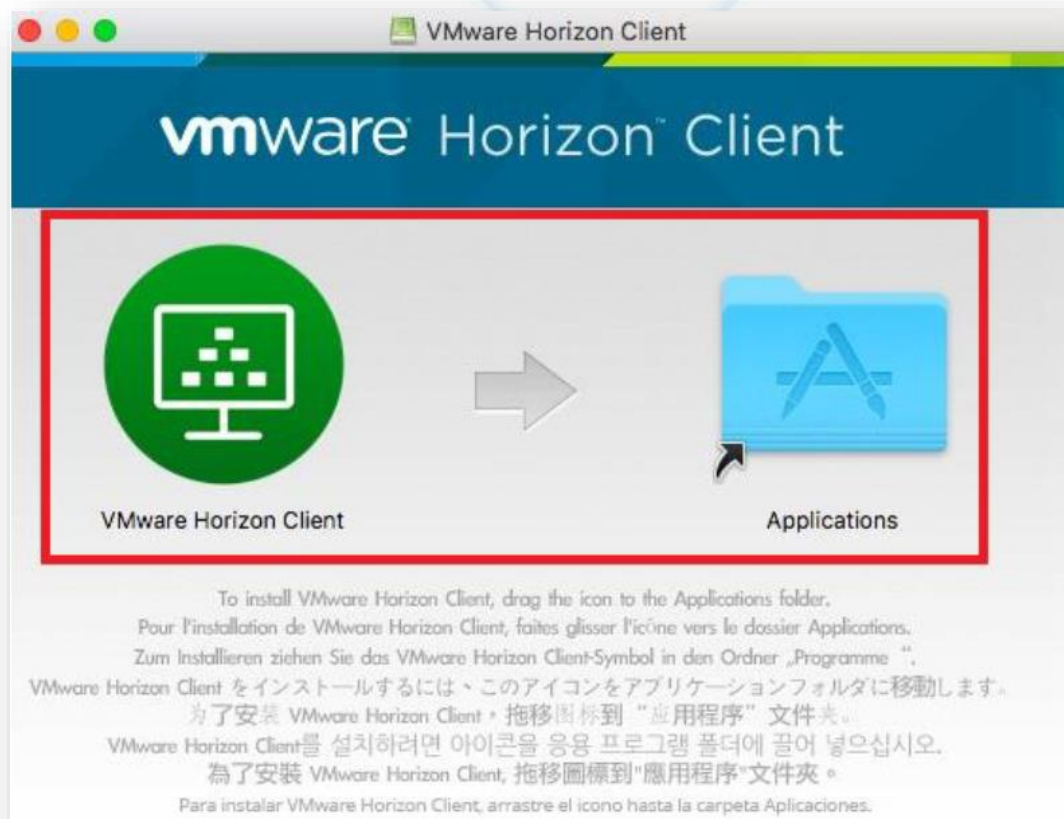 VMware Horizon Client
vmware Horizon™ Client
VMware Horizon Client
Applications
To install VMware Horizon Client, drag the icon to the Applications folder.
Pour l'installation de VMware Horizon Client, faites glisser l'icône vers le dossier Applications.
Zum Installieren ziehen Sie das VMware Horizon Client-Symbol in den Ordner „Programme “.
VMware Horizon Client をインストールするには、このアイコンをアプリケーションフォルダに移動します。
为了安装 VMware Horizon Client，拖移图标到“应用程序”文件夹。
VMware Horizon Client를 설치하려면 아이콘을 응용 프로그램 폴더에 끌어 넣으십시오.
為了安裝 VMware Horizon Client, 拖移圖標到"應用程序"文件夾。
Para instalar VMware Horizon Client, arrastre el icono hasta la carpeta Aplicaciones.